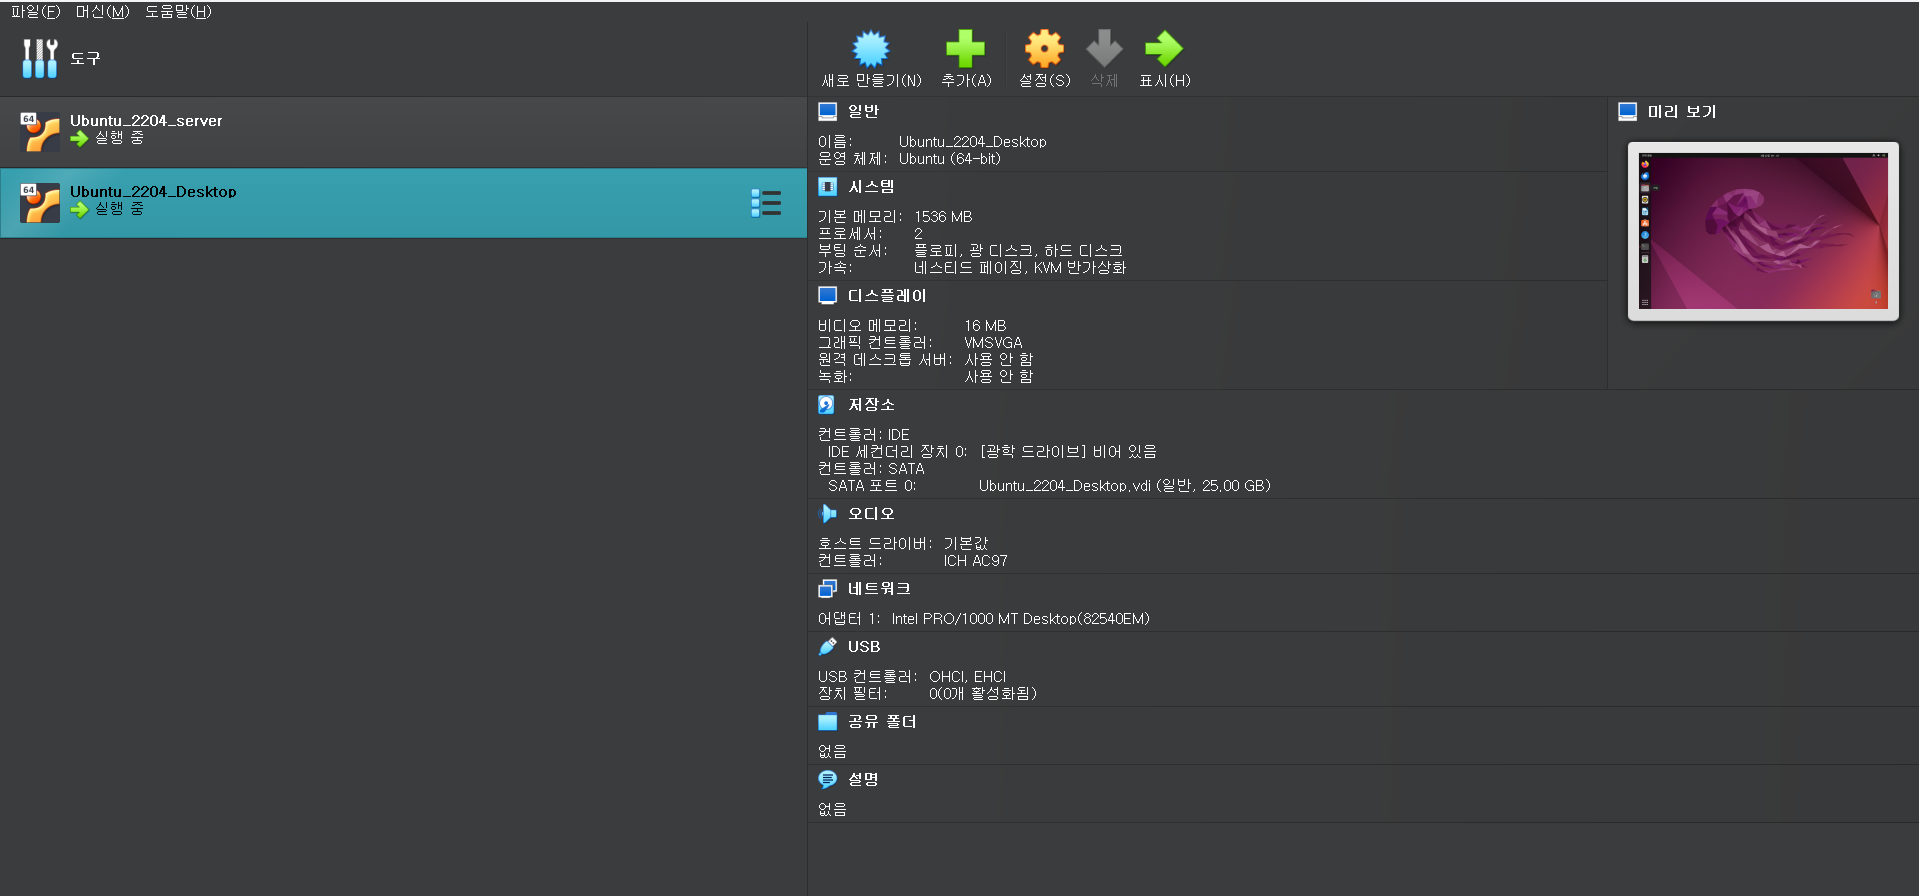 파일(F) 머신(M) 도움말(H)
도구
새로 만들기(N) 추가(A) 설정(S) 삭제 표시(H)
64
Ubuntu_2204_server
실행 중
64
Ubuntu_2204_Desktop
실행 중
일반
이름: Ubuntu_2204_Desktop
운영 체제: Ubuntu (64-bit)
시스템
기본 메모리: 1536 MB
프로세서: 2
부팅 순서: 플로피, 광 디스크, 하드 디스크
가속: 네스티드 페이징, KVM 반가상화
디스플레이
비디오 메모리: 16 MB
그래픽 컨트롤러: VMSVGA
원격 데스크톱 서버: 사용 안 함
녹화: 사용 안 함
저장소
컨트롤러: IDE
IDE 세컨더리 장치 0: [광학 드라이브] 비어 있음
컨트롤러: SATA
SATA 포트 0: Ubuntu_2204_Desktop.vdi (일반, 25.00 GB)
오디오
호스트 드라이버: 기본값
컨트롤러: ICH AC97
네트워크
어댑터 1: Intel PRO/1000 MT Desktop(82540EM)
USB
USB 컨트롤러: OHCI, EHCI
장치 필터: 0(0개 활성화됨)
공유 폴더
없음
설명
없음
미리 보기